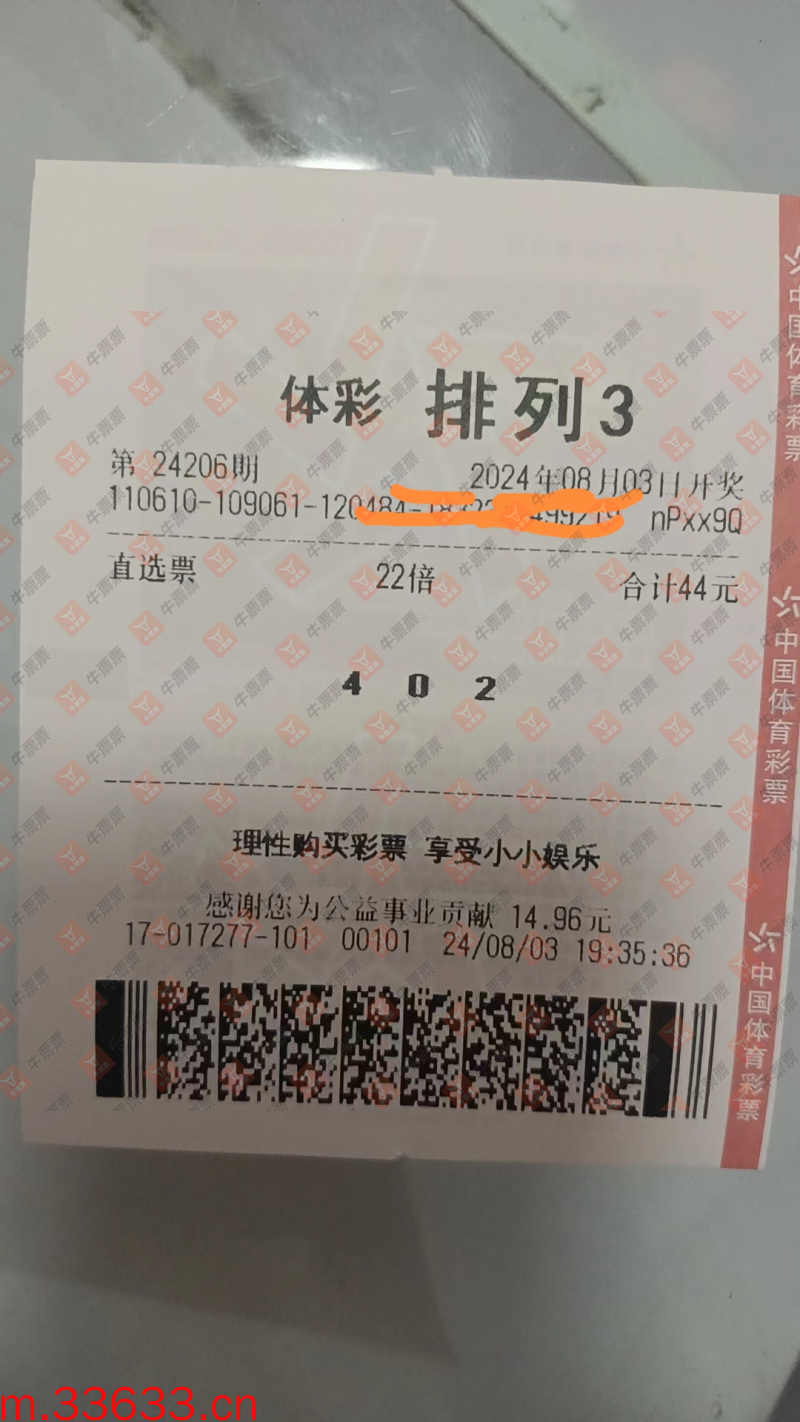 体彩 排列3
第 24206期 2024年08月03日开奖
110610-109061-120484- nPxx9Q
直选票 22倍 合计44元
4 0 2
理性购买彩票 享受小小娱乐
感谢您为公益事业贡献 14.96元
17-017277-101 00101 24/08/03 19:35:36
中国体育彩票
中国体育彩票
中国体育彩票
牛票票
m.33633.cn